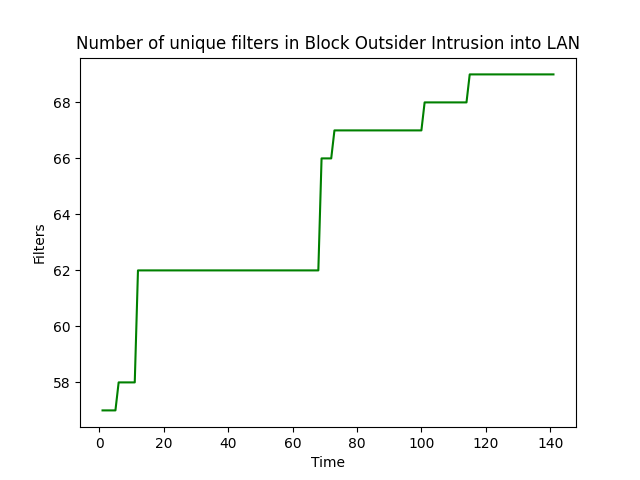 Number of unique filters in Block Outsider Intrusion into LAN
68
66
64
62
60
58
Filters
0 20 40 60 80 100 120 140
Time